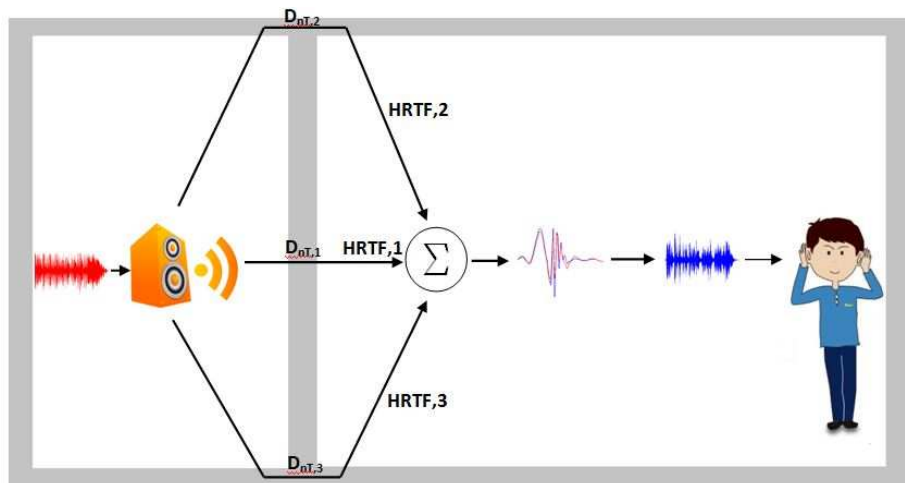 DnT,2
HRTF,2
DnT,1
HRTF,1
Σ
HRTF,3
DnT,3